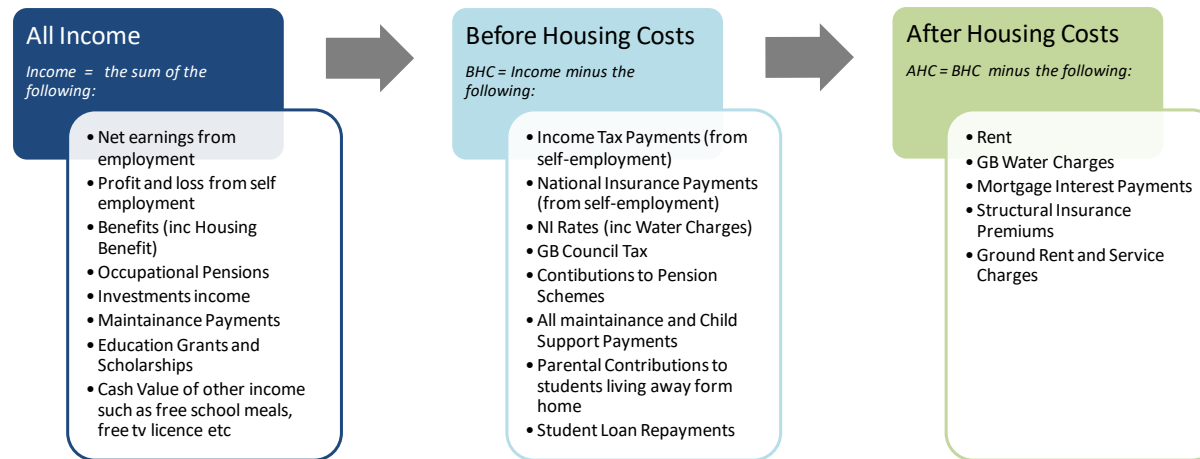 All Income
Income = the sum of the
following:
• Net earnings from
employment
• Profit and loss from self
employment
• Benefits (inc Housing
Benefit)
• Occupational Pensions
• Investments income
• Maintainance Payments
• Education Grants and
Scholarships
• Cash Value of other income
such as free school meals,
free tv licence etc
Before Housing Costs
BHC = Income minus the
following:
• Income Tax Payments (from
self-employment)
• National Insurance Payments
(from self-employment)
• NI Rates (inc Water Charges)
• GB Council Tax
• Contibutions to Pension
Schemes
• All maintainance and Child
Support Payments
• Parental Contributions to
students living away form
home
• Student Loan Repayments
After Housing Costs
AHC = BHC minus the following:
• Rent
• GB Water Charges
• Mortgage Interest Payments
• Structural Insurance
Premiums
• Ground Rent and Service
Charges